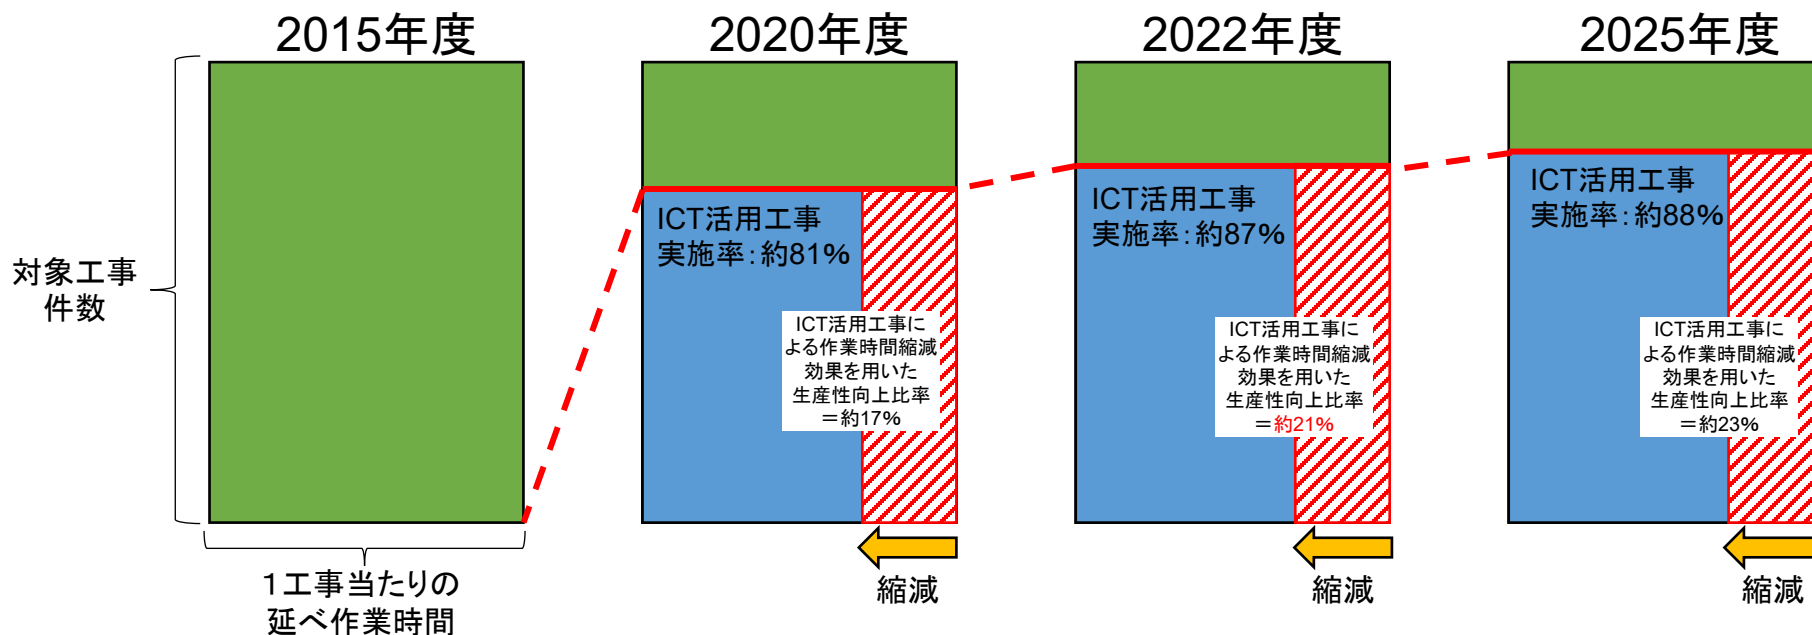 2015年度
2020年度
2022年度
2025年度
対象工事
件数
1工事当たりの
延べ作業時間
ICT活用工事
実施率：約81%
ICT活用工事に
よる作業時間縮減
効果を用いた
生産性向上比率
＝約17%
縮減
ICT活用工事
実施率：約87%
ICT活用工事に
よる作業時間縮減
効果を用いた
生産性向上比率
＝約21%
縮減
ICT活用工事
実施率：約88%
ICT活用工事に
よる作業時間縮減
効果を用いた
生産性向上比率
＝約23%
縮減